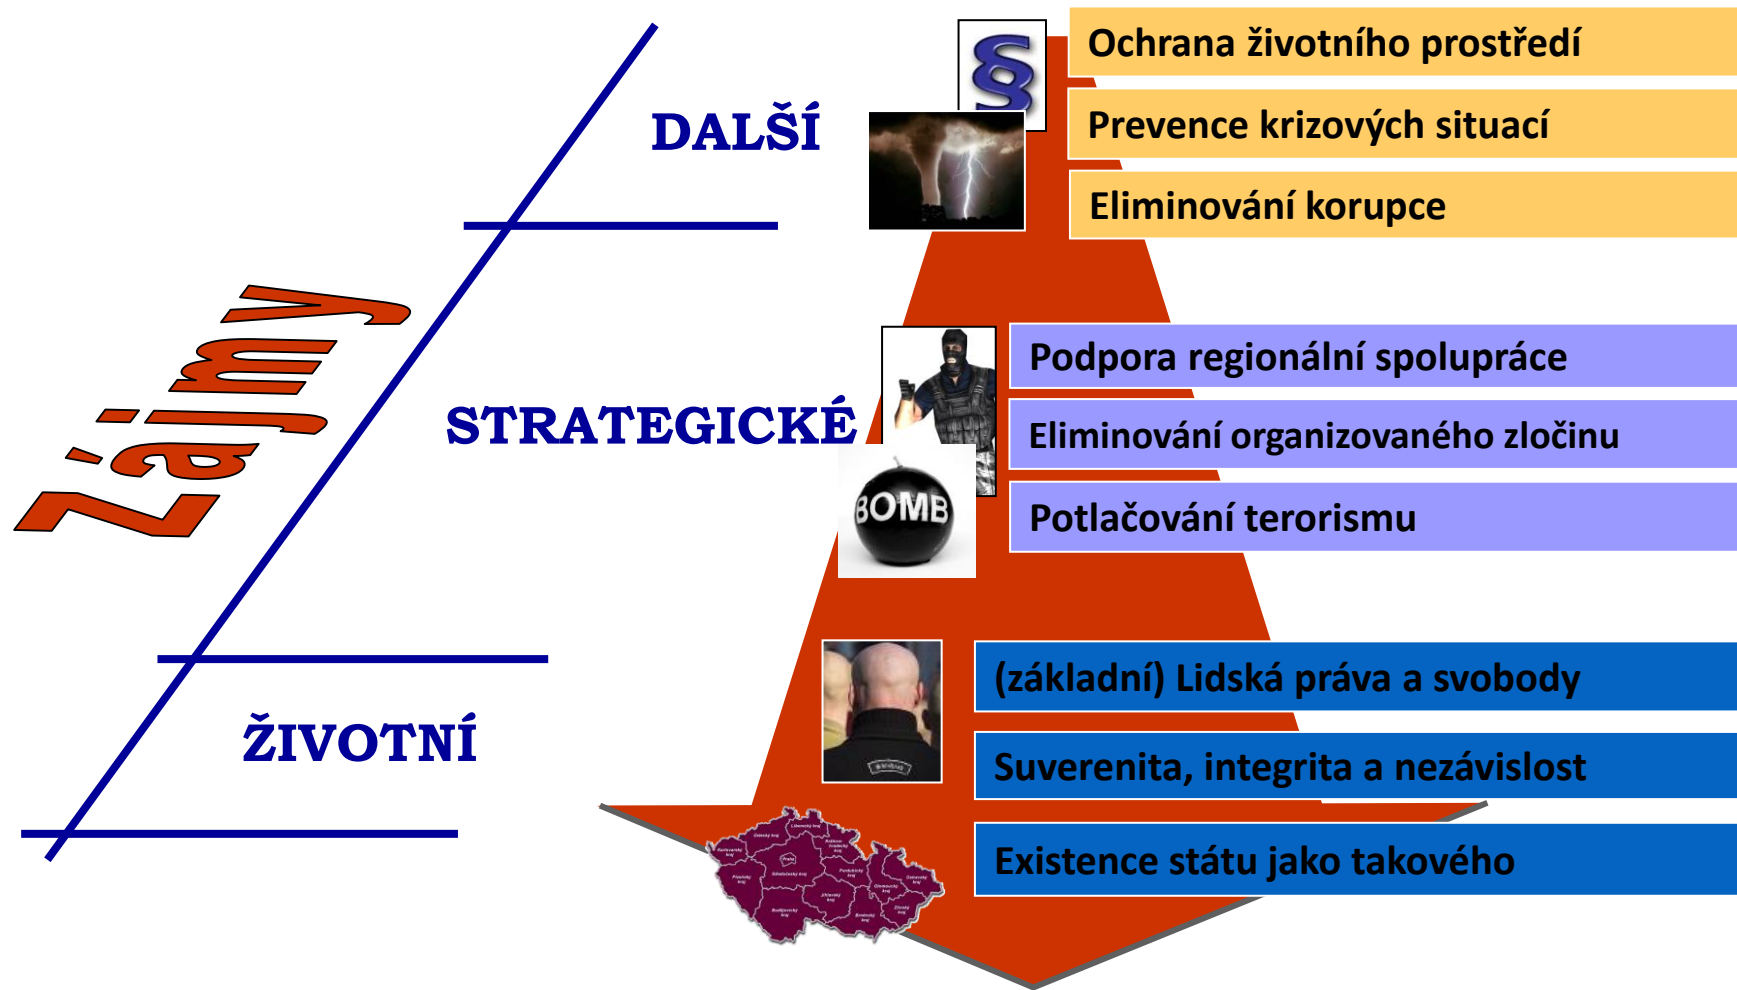 §
Ochrana životního prostředí
DALŠÍ
Prevence krizových situací
Eliminování korupce
Zájmy
Podpora regionální spolupráce
STRATEGICKÉ
Eliminování organizovaného zločinu
BOMB
Potlačování terorismu
(základní) Lidská práva a svobody
ŽIVOTNÍ
Suverenita, integrita a nezávislost
Existence státu jako takového
Praha